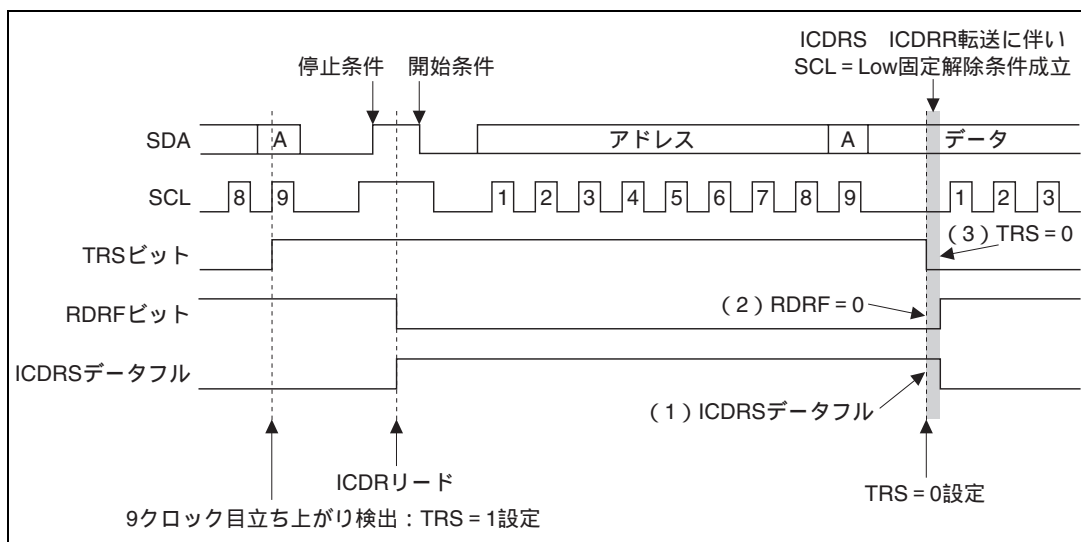 ICDRS ICDRR転送に伴い
SCL = Low固定解除条件成立
停止条件 開始条件
SDA A アドレス A データ
SCL 8 9 1 2 3 4 5 6 7 8 9 1 2 3
TRSビット (3) TRS = 0
RDRFビット (2) RDRF = 0
ICDRSデータフル
(1) ICDRSデータフル
ICDRリード
TRS = 0設定
9クロック目立ち上がり検出:TRS = 1設定